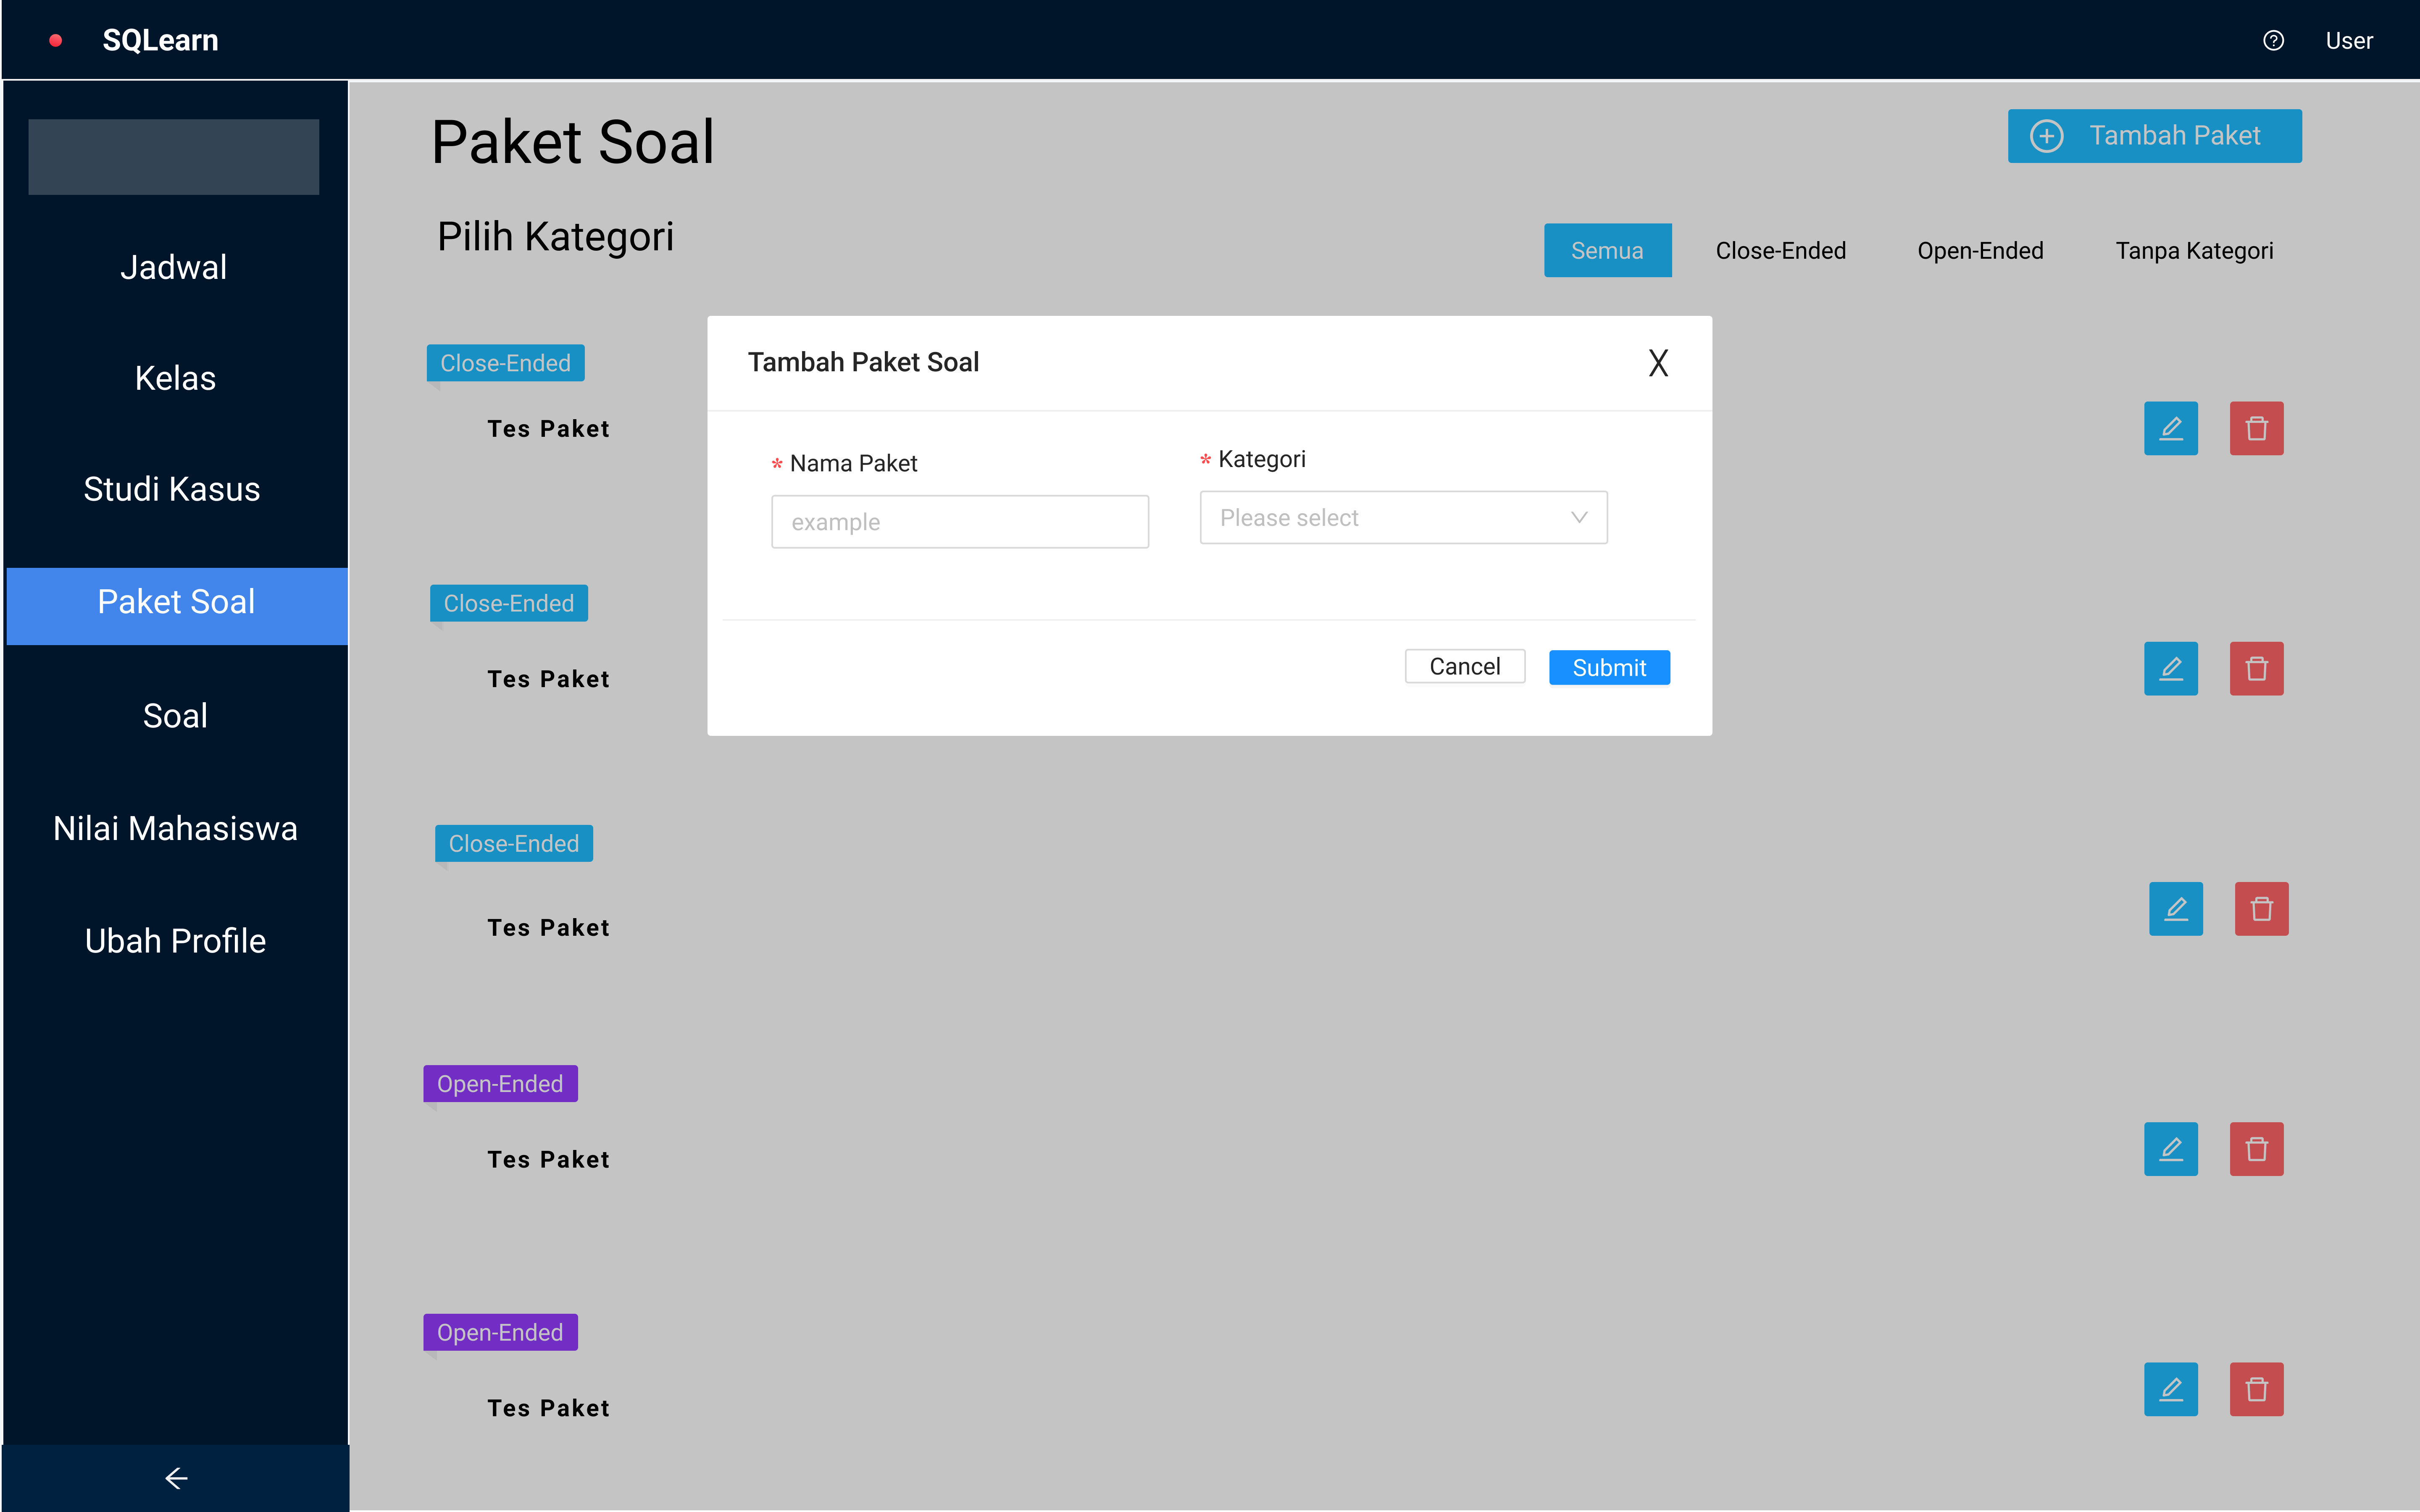 SQLearn
User
Jadwal
Kelas
Studi Kasus
Paket Soal
Soal
Nilai Mahasiswa
Ubah Profile
Paket Soal
Tambah Paket
Pilih Kategori
Semua
Close-Ended
Open-Ended
Tanpa Kategori
Close-Ended
Tes Paket
Close-Ended
Tes Paket
Close-Ended
Tes Paket
Open-Ended
Tes Paket
Open-Ended
Tes Paket
Tambah Paket Soal
X
* Nama Paket
example
* Kategori
Please select
Cancel
Submit